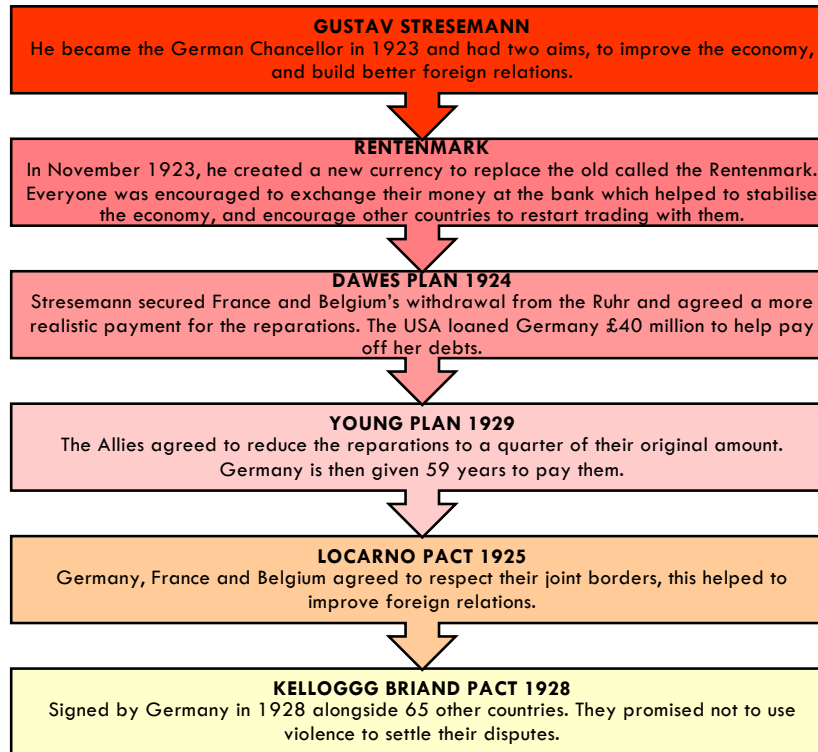 GUSTAV STRESEMANN
He became the German Chancellor in 1923 and had two aims, to improve the economy,
and build better foreign relations.
RENTENMARK
In November 1923, he created a new currency to replace the old called the Rentenmark.
Everyone was encouraged to exchange their money at the bank which helped to stabilise
the economy, and encourage other countries to restart trading with them.
DAWES PLAN 1924
Stresemann secured France and Belgium's withdrawal from the Ruhr and agreed a more
realistic payment for the reparations. The USA loaned Germany £40 million to help pay
off her debts.
YOUNG PLAN 1929
The Allies agreed to reduce the reparations to a quarter of their original amount.
Germany is then given 59 years to pay them.
LOCARNO PACT 1925
Germany, France and Belgium agreed to respect their joint borders, this helped to
improve foreign relations.
KELLOGGG BRIAND PACT 1928
Signed by Germany in 1928 alongside 65 other countries. They promised not to use
violence to settle their disputes.